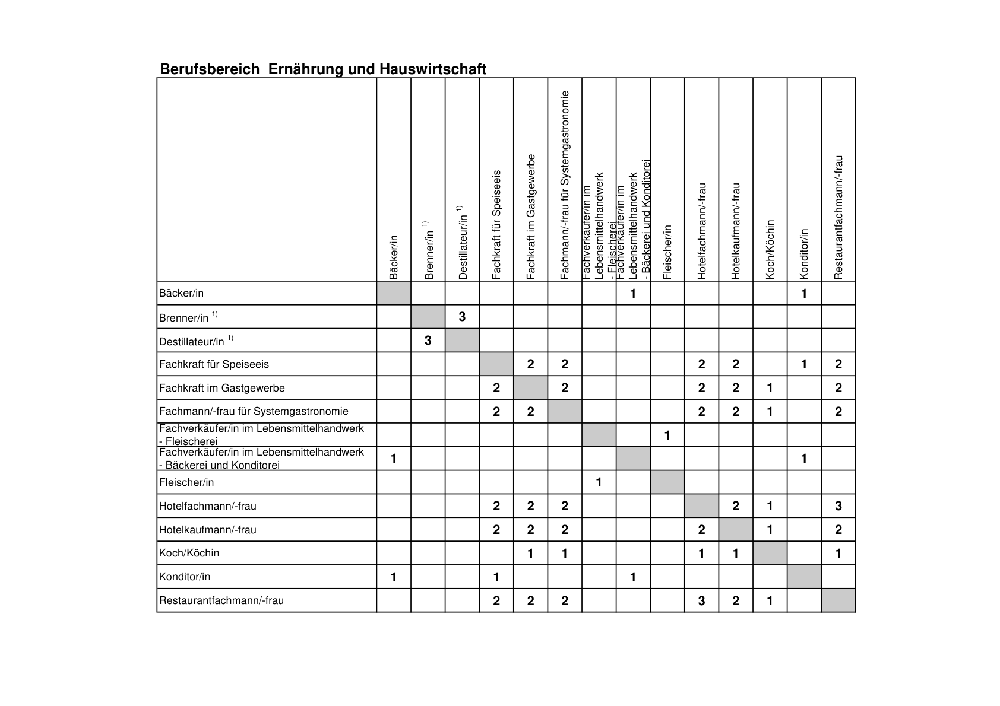 Berufsbereich  Ernährung und Hauswirtschaft
Bäcker/in
Brenner/in 1)
Destillateur/in 1)
Fachkraft für Speiseeis
Fachkraft im Gastgewerbe
Fachmann/-frau für Systemgastronomie
Fachverkäufer/in im
Lebensmittelhandwerk
- Fleischerei
Fachverkäufer/in im
Lebensmittelhandwerk
- Bäckerei und Konditorei
Fleischer/in
Hotelfachmann/-frau
Hotelkaufmann/-frau
Koch/Köchin
Konditor/in
Restaurantfachmann/-frau
Bäcker/in 1 1
Brenner/in 1) 3
Destillateur/in 1) 3
Fachkraft für Speiseeis 2 2 2 2 1 2
Fachkraft im Gastgewerbe 2 2 2 2 1 2
Fachmann/-frau für Systemgastronomie 2 2 2 2 1 2
Fachverkäufer/in im Lebensmittelhandwerk
- Fleischerei 1
Fachverkäufer/in im Lebensmittelhandwerk
- Bäckerei und Konditorei 1 1
Fleischer/in 1
Hotelfachmann/-frau 2 2 2 2 1 3
Hotelkaufmann/-frau 2 2 2 2 1 2
Koch/Köchin 1 1 1 1 1
Konditor/in 1 1 1
Restaurantfachmann/-frau 2 2 2 3 2 1